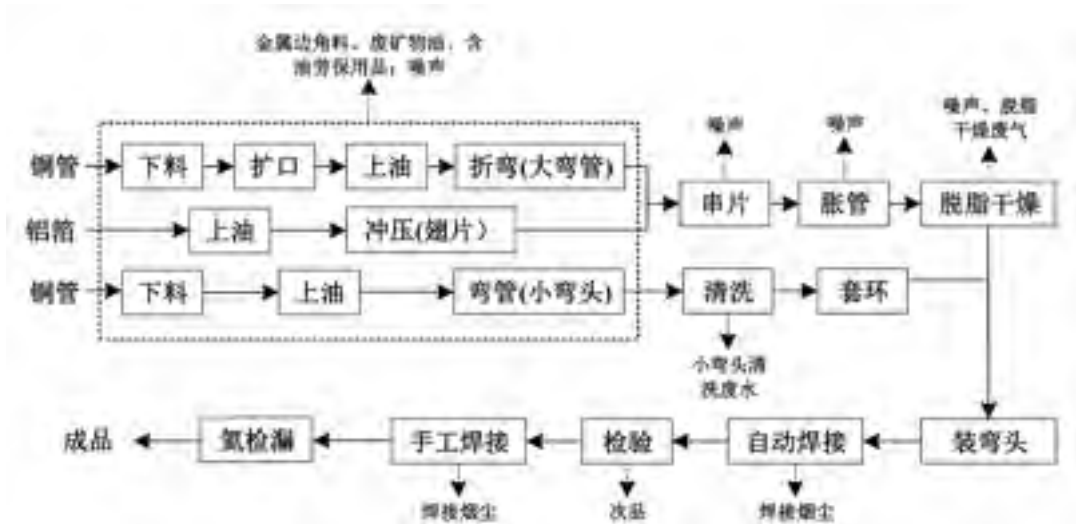 金属边角料、废矿物油、含
油劳保用品；噪声
噪声
噪声
噪声、脱脂
干燥废气
铜管
下料
扩口
上油
折弯(大弯管)
串片
胀管
脱脂干燥
铝箔
上油
冲压(翅片）
铜管
下料
上油
弯管(小弯头)
清洗
套环
小弯头清
洗废水
成品
氦检漏
手工焊接
检验
自动焊接
装弯头
焊接烟尘
次品
焊接烟尘